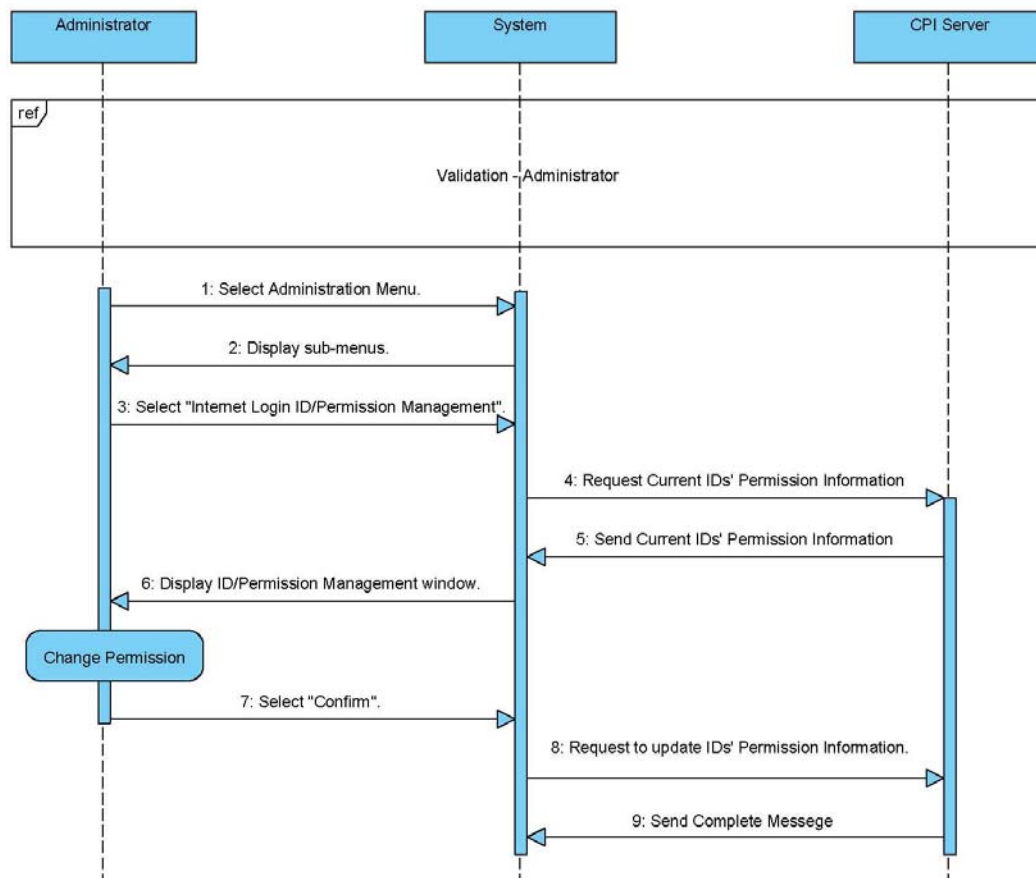 Administrator
System
CPI Server
ref
Validation - Administrator
1: Select Administration Menu.
2: Display sub-menus.
3: Select "Internet Login ID/Permission Management".
4: Request Current IDs' Permission Information
5: Send Current IDs' Permission Information
6: Display ID/Permission Management window.
Change Permission
7: Select "Confirm".
8: Request to update IDs' Permission Information.
9: Send Complete Messege